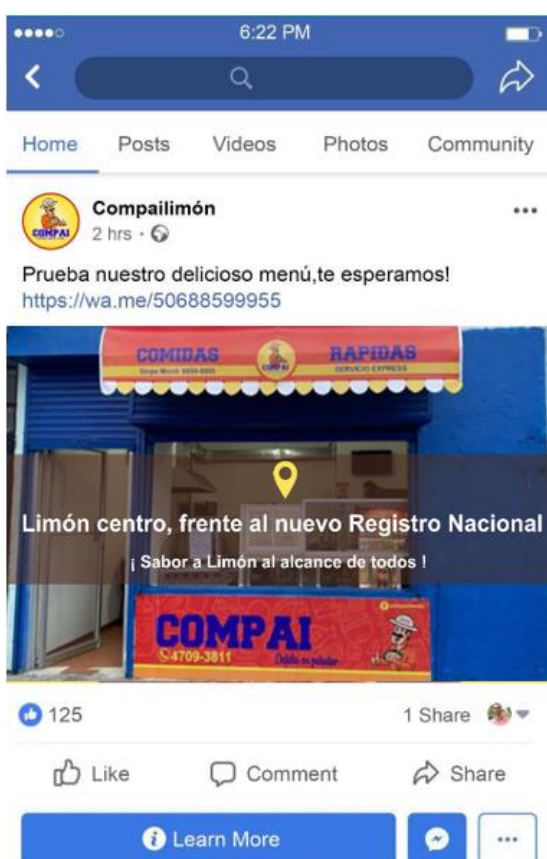 6:22 PM
Home Posts Videos Photos Community
Compailimón
2 hrs
Prueba nuestro delicioso menú,te esperamos!
https://wa.me/50688599955
COMIDAS COMPAI RAPIDAS
SERVICIO EXPRESS
Limón centro, frente al nuevo Registro Nacional
¡ Sabor a Limón al alcance de todos !
COMPAI
4709-3811
125 1 Share
Like Comment Share
Learn More